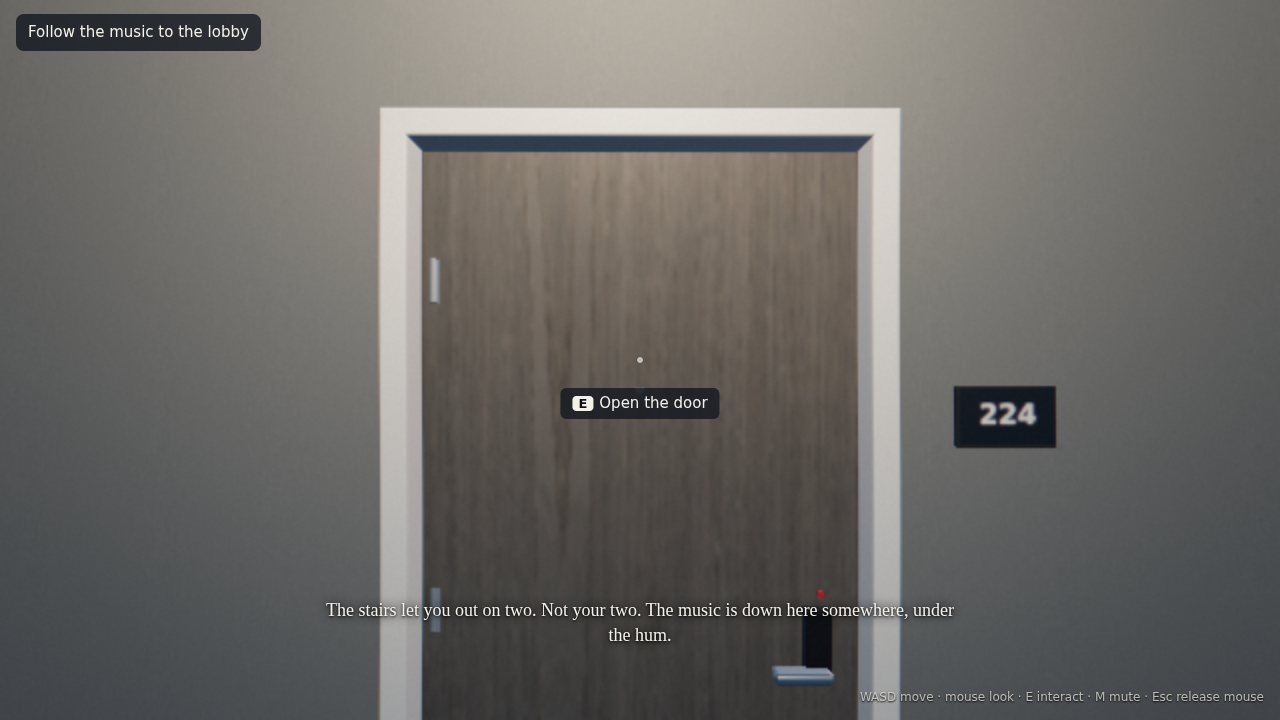 Follow the music to the lobby
E Open the door
224
The stairs let you out on two. Not your two. The music is down here somewhere, under
the hum.
WASD move · mouse look · E interact · M mute · Esc release mouse